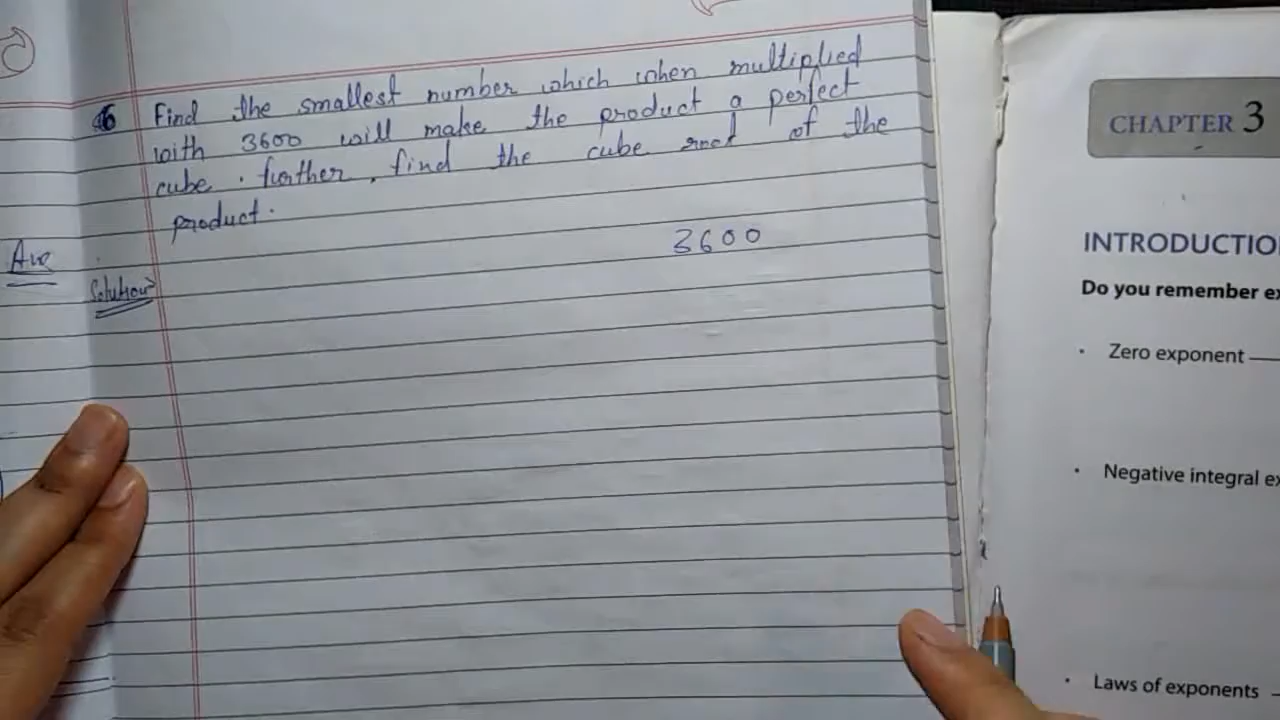 6 Find the smallest number which when multiplied
with 3600 will make the product a perfect
cube. further, find the cube root of the
product.
3600
Solution
CHAPTER 3
INTRODUCTIO
Do you remember ex
• Zero exponent
• Negative integral ex
• Laws of exponents